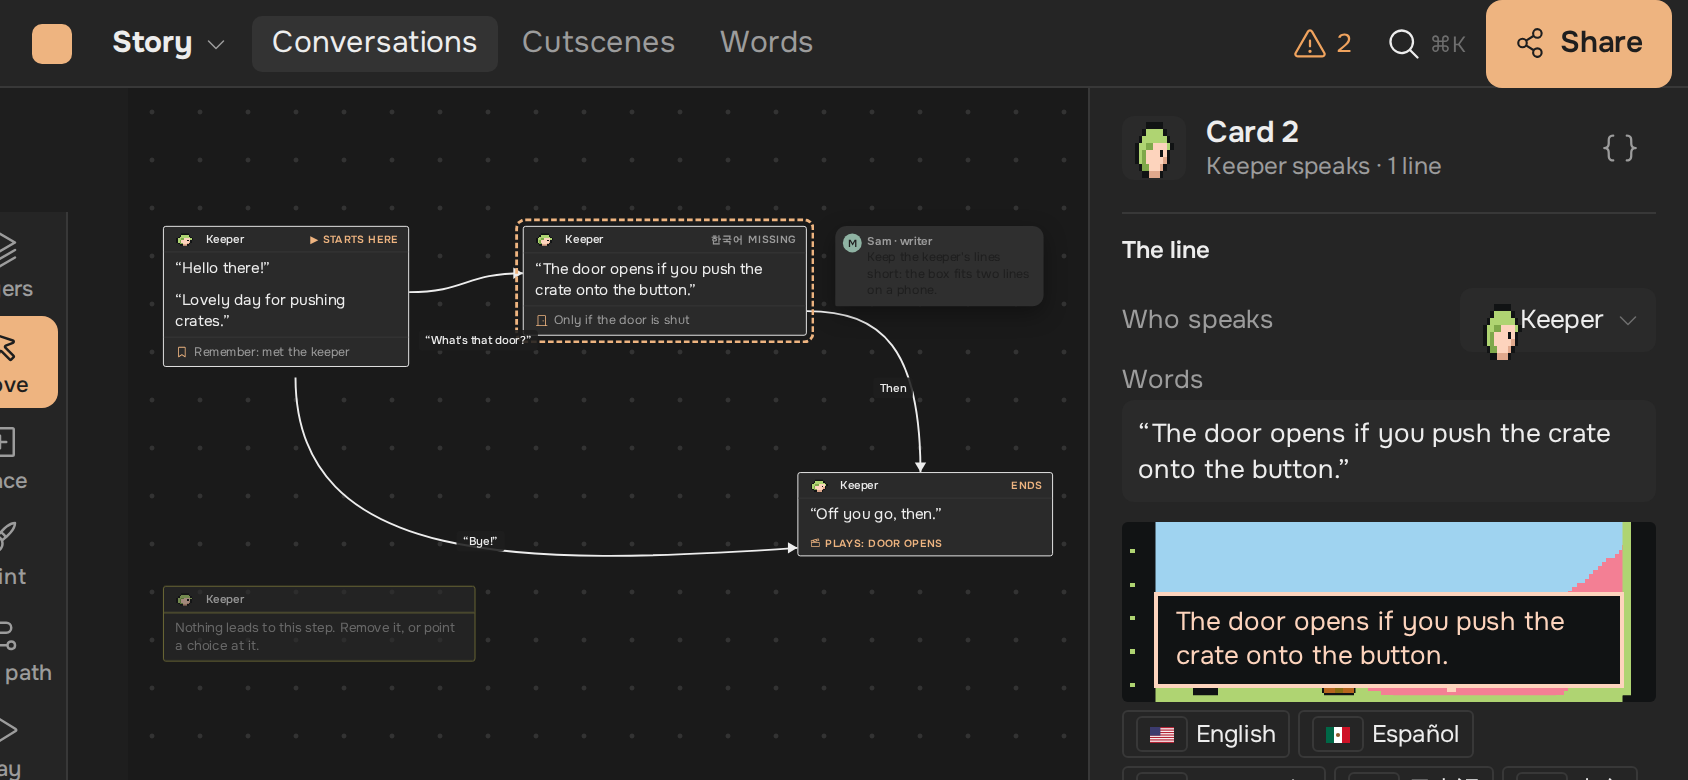 Story
Conversations
Cutscenes
Words
2
⌘K
Share
Card 2
Keeper speaks · 1 line
The line
Who speaks
Keeper
Words
“The door opens if you push the crate
onto the button.”
The door opens if you push the
crate onto the button.
English
Español
Keeper
▶ STARTS HERE
“Hello there!”
“Lovely day for pushing
crates.”
Remember: met the keeper
“What's that door?”
Keeper
한국어 MISSING
“The door opens if you push the
crate onto the button.”
Only if the door is shut
M
Sam · writer
Keep the keeper's lines
short: the box fits two lines
on a phone.
Then
Keeper
ENDS
“Off you go, then.”
PLAYS: DOOR OPENS
“Bye!”
Keeper
Nothing leads to this step. Remove it, or point
a choice at it.
path